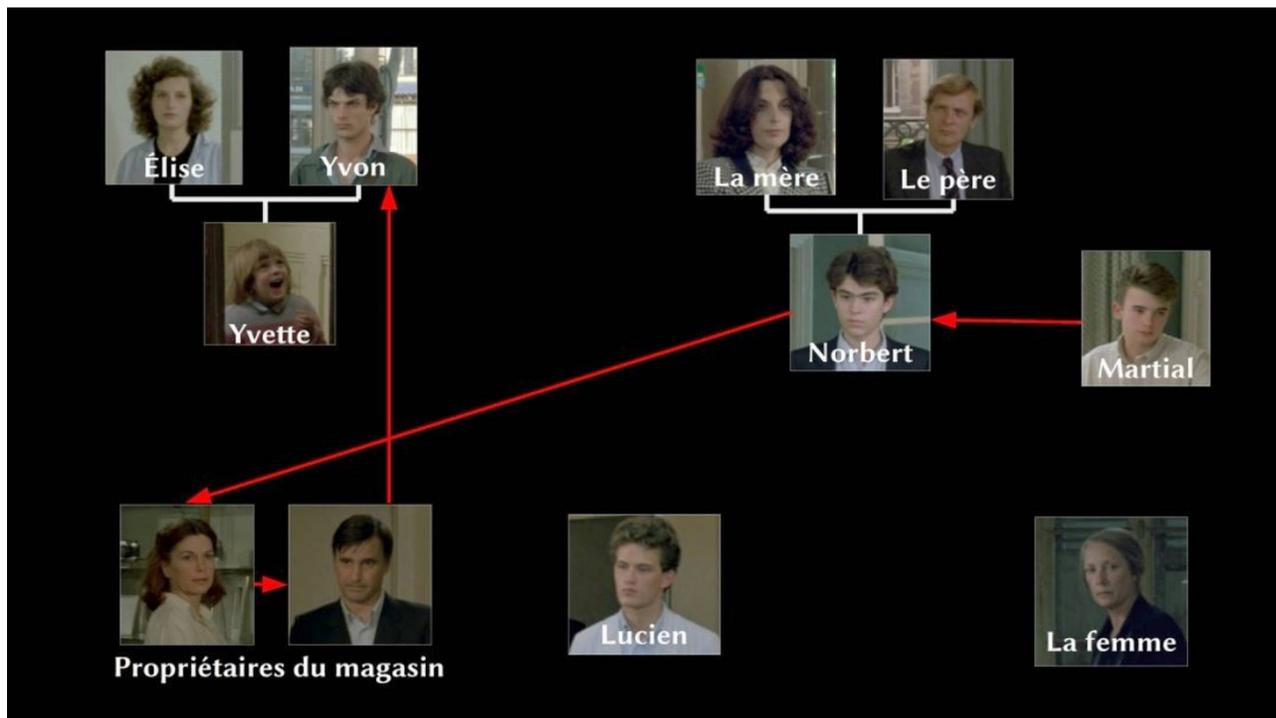 Élise
Yvon
La mère
Le père
Yvette
Norbert
Martial
Propriétaires du magasin
Lucien
La femme